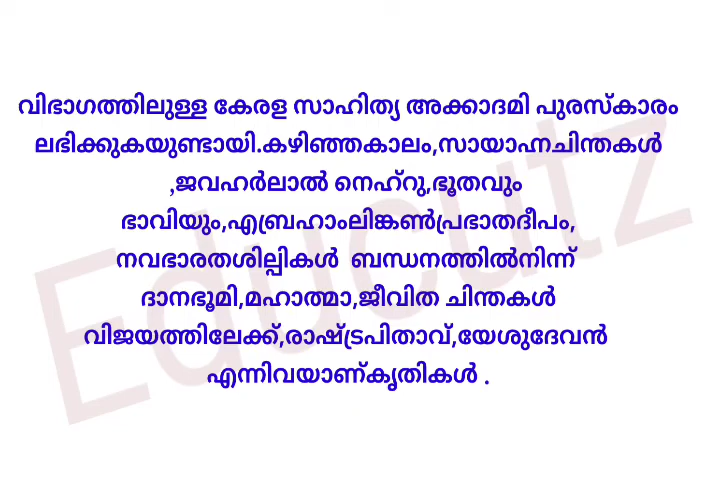 വിഭാഗത്തിലുള്ള കേരള സാഹിത്യ അക്കാദമി പുരസ്കാരം
ലഭിക്കുകയുണ്ടായി.കഴിഞ്ഞകാലം,സായാഹ്നചിന്തകൾ
,ജവഹർലാൽ നെഹ്റു,ഭൂതവും
ഭാവിയും,എബ്രഹാംലിങ്കൺപ്രഭാതദീപം,
നവഭാരതശില്പികൾ ബന്ധനത്തിൽനിന്ന്
ദാനഭൂമി,മഹാത്മാ,ജീവിത ചിന്തകൾ
വിജയത്തിലേക്ക്,രാഷ്ട്രപിതാവ്,യേശുദേവൻ
എന്നിവയാണ്കൃതികൾ .
Educutz